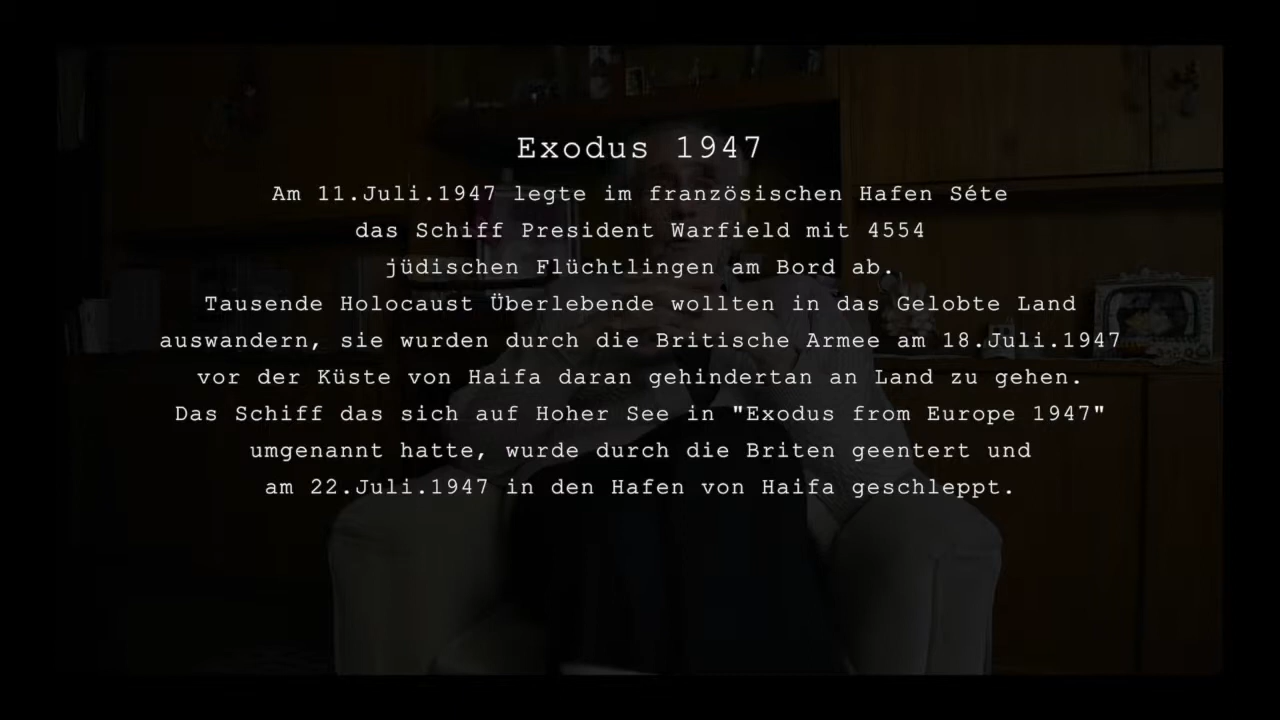 Exodus 1947
Am 11.Juli.1947 legte im französischen Hafen Séte
das Schiff President Warfield mit 4554
jüdischen Flüchtlingen am Bord ab.
Tausende Holocaust Überlebende wollten in das Gelobte Land
auswandern, sie wurden durch die Britische Armee am 18.Juli.1947
vor der Küste von Haifa daran gehindertan an Land zu gehen.
Das Schiff das sich auf Hoher See in "Exodus from Europe 1947"
umgenannt hatte, wurde durch die Briten geentert und
am 22.Juli.1947 in den Hafen von Haifa geschleppt.